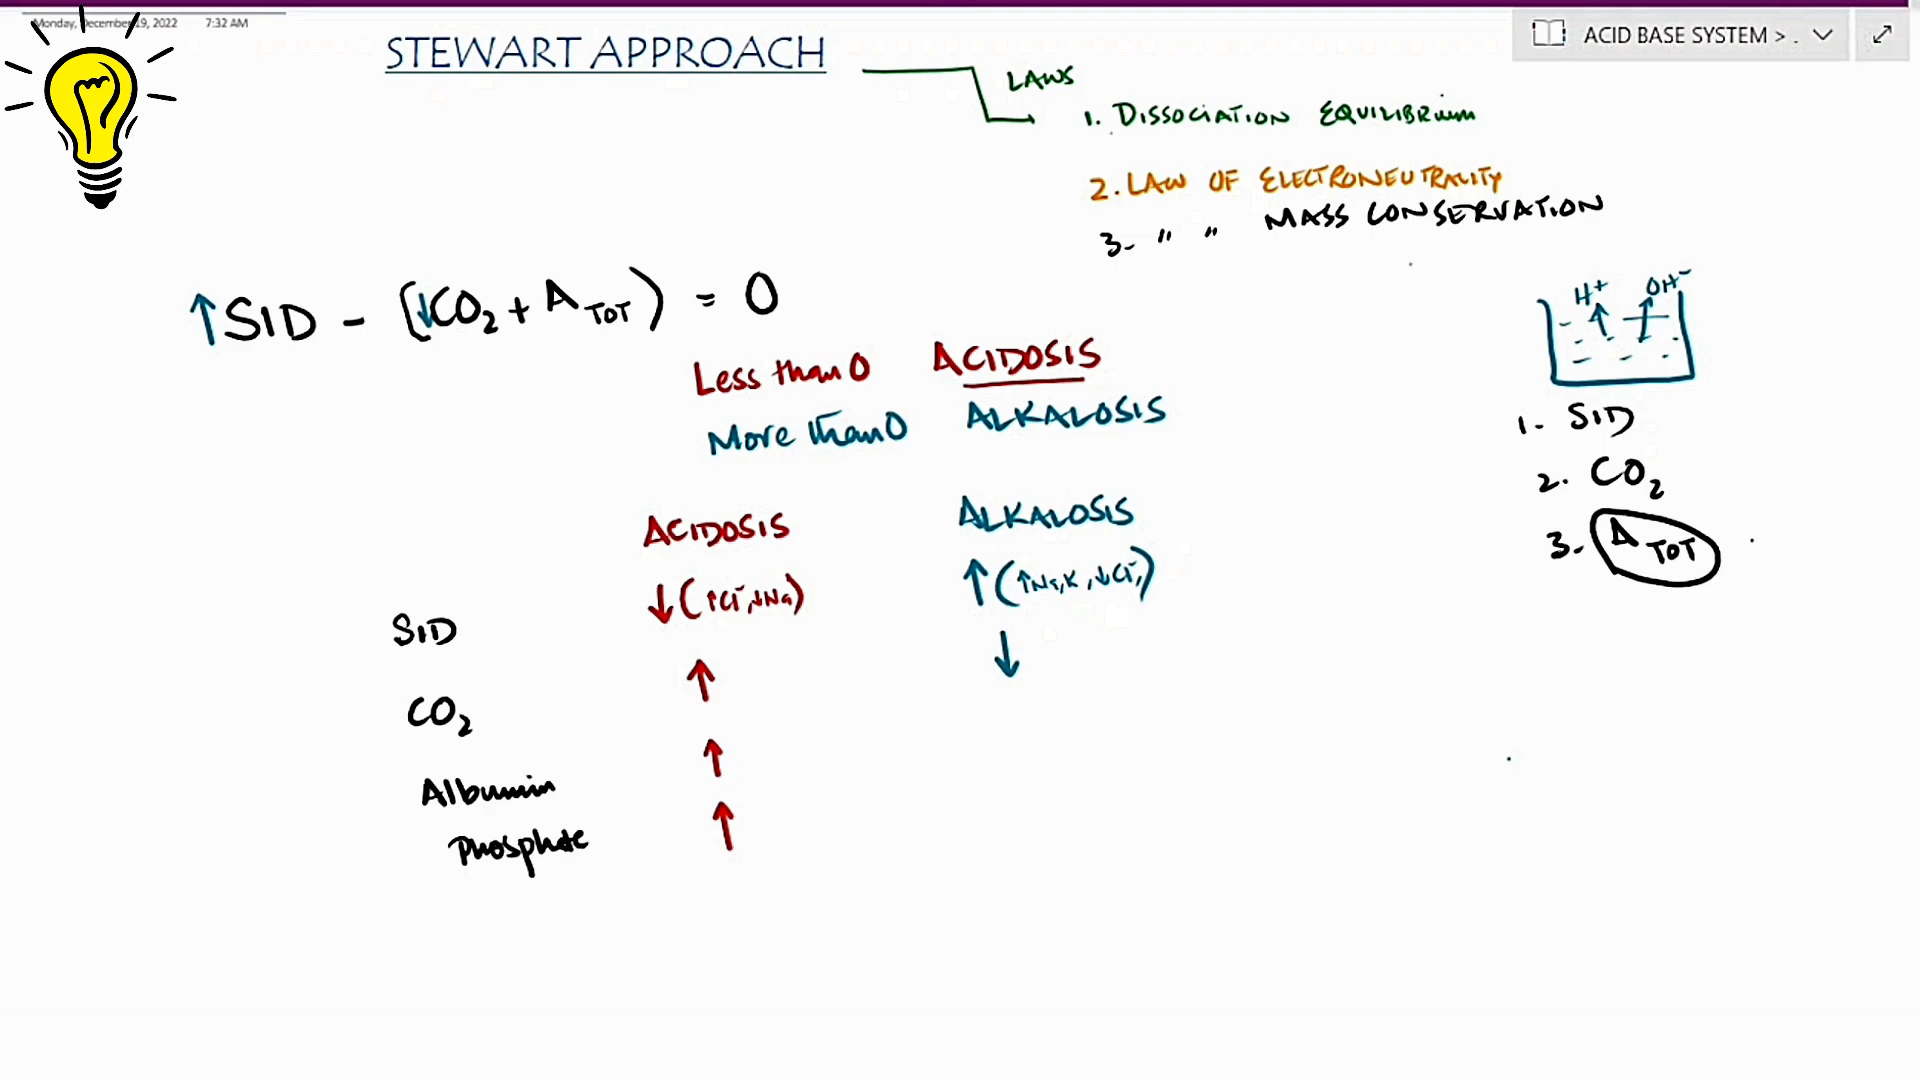 Monday, December 19, 2022 7:32 AM
ACID BASE SYSTEM > .
STEWART APPROACH
LAWS
1. DISSOCIATION EQUILIBRIUM
2. LAW OF ELECTRONEUTRALITY
3- " " MASS CONSERVATION
↑SID - (↓CO₂ + A TOT) = 0
H+ ↑ OH⁻
Less than 0 ACIDOSIS
More than 0 ALKALOSIS
1. SID
2. CO₂
3. A TOT
ACIDOSIS ALKALOSIS
SID ↓(↑Cl⁻,↓Na) ↑(↑Na,K,↓Cl⁻,)
CO₂ ↑ ↓
Albumin ↑
Phosphate ↑